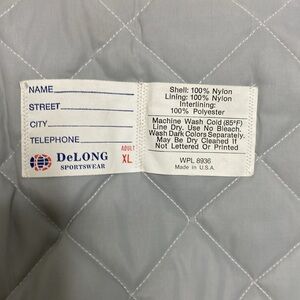 NAME
STREET
CITY
TELEPHONE
DeLONG
SPORTSWEAR
ADULT
XL
Shell: 100% Nylon
Lining: 100% Nylon
Interlining:
100% Polyester
Machine Wash Cold (85°F)
Line Dry. Use No Bleach.
Wash Dark Colors Separately.
May Be Dry Cleaned If
Not Lettered Or Printed
WPL 8936
Made in U.S.A.